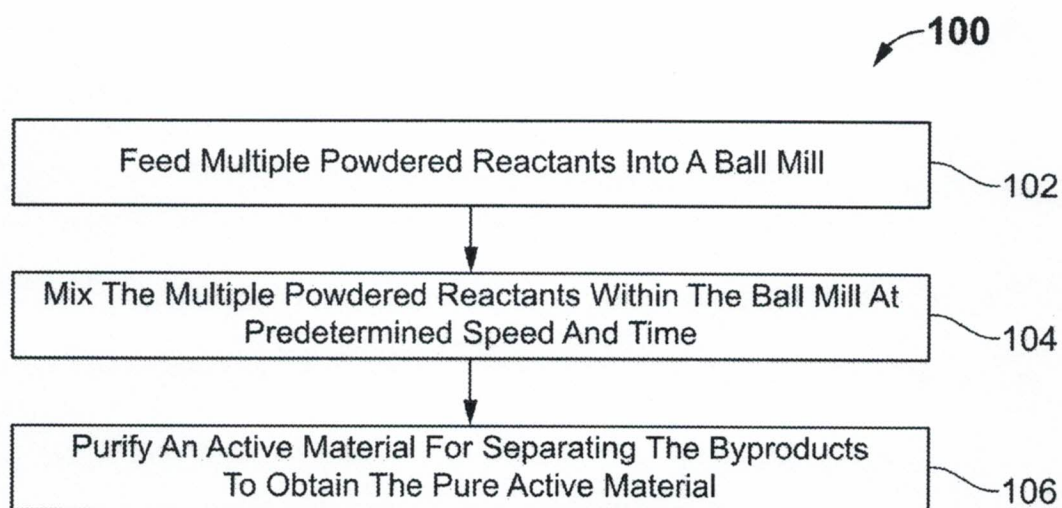 100
Feed Multiple Powdered Reactants Into A Ball Mill
102
Mix The Multiple Powdered Reactants Within The Ball Mill At
Predetermined Speed And Time
104
Purify An Active Material For Separating The Byproducts
To Obtain The Pure Active Material
106